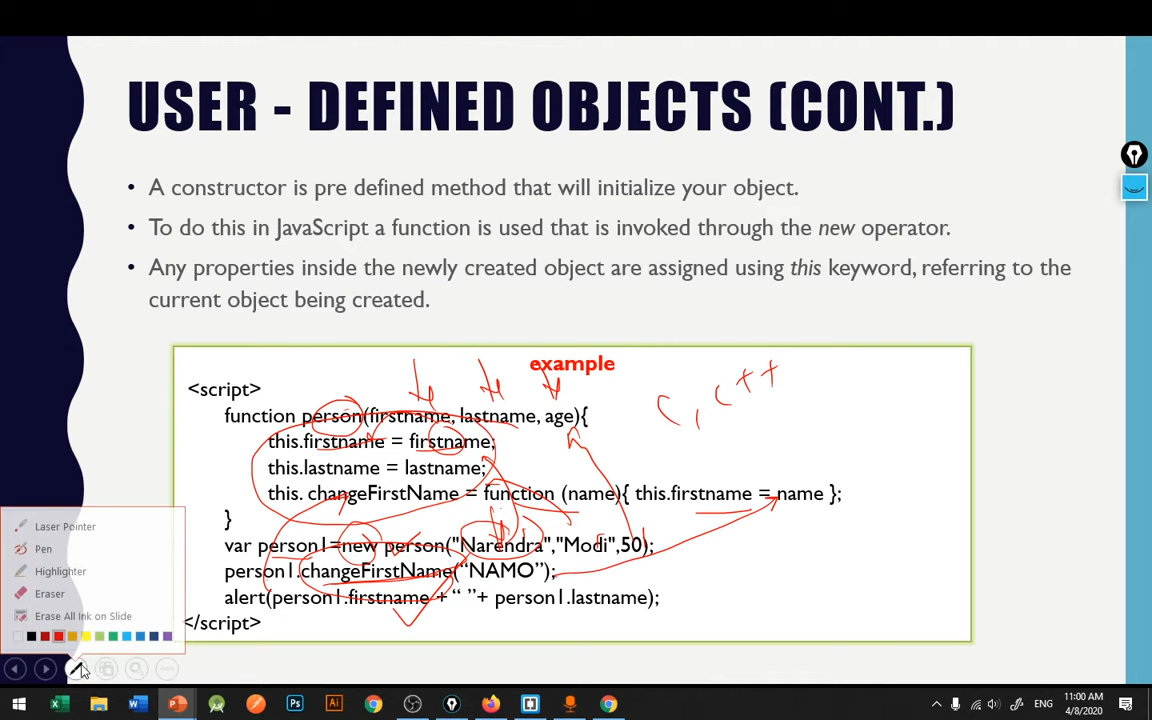 USER - DEFINED OBJECTS (CONT.)
• A constructor is pre defined method that will initialize your object.
• To do this in JavaScript a function is used that is invoked through the new operator.
• Any properties inside the newly created object are assigned using this keyword, referring to the
current object being created.
example
<script>
function person(firstname, lastname, age){
C, C++
this.firstname = firstname;
this.lastname = lastname;
this. changeFirstName = function (name){ this.firstname = name };
}
var person1=new person("Narendra","Modi",50);
person1.changeFirstName(“NAMO”);
alert(person1.firstname + “ ”+ person1.lastname);
</script>
Laser Pointer
Pen
Highlighter
Eraser
Erase All Ink on Slide
ENG
11:00 AM
4/8/2020